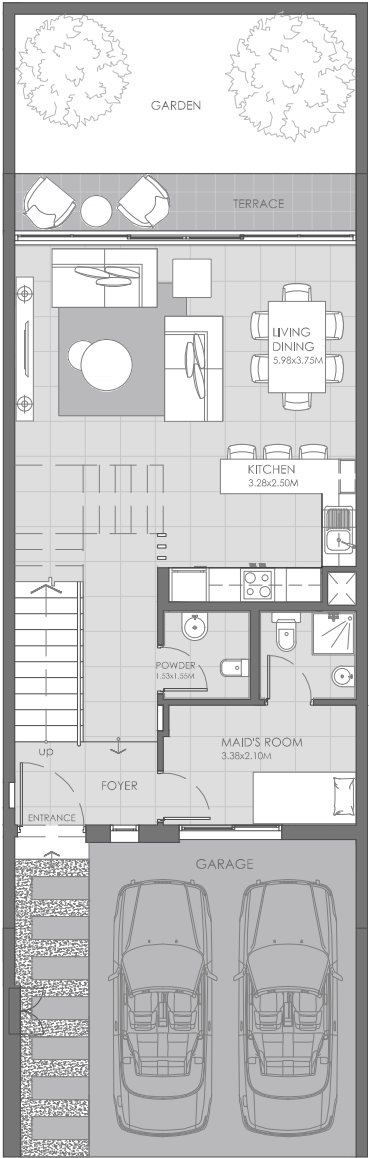 GARDEN
TERRACE
LIVING
DINING
5.98x3.75M
KITCHEN
3.28x2.50M
POWDER
1.53x1.55M
MAID'S ROOM
3.38x2.10M
up
FOYER
ENTRANCE
GARAGE